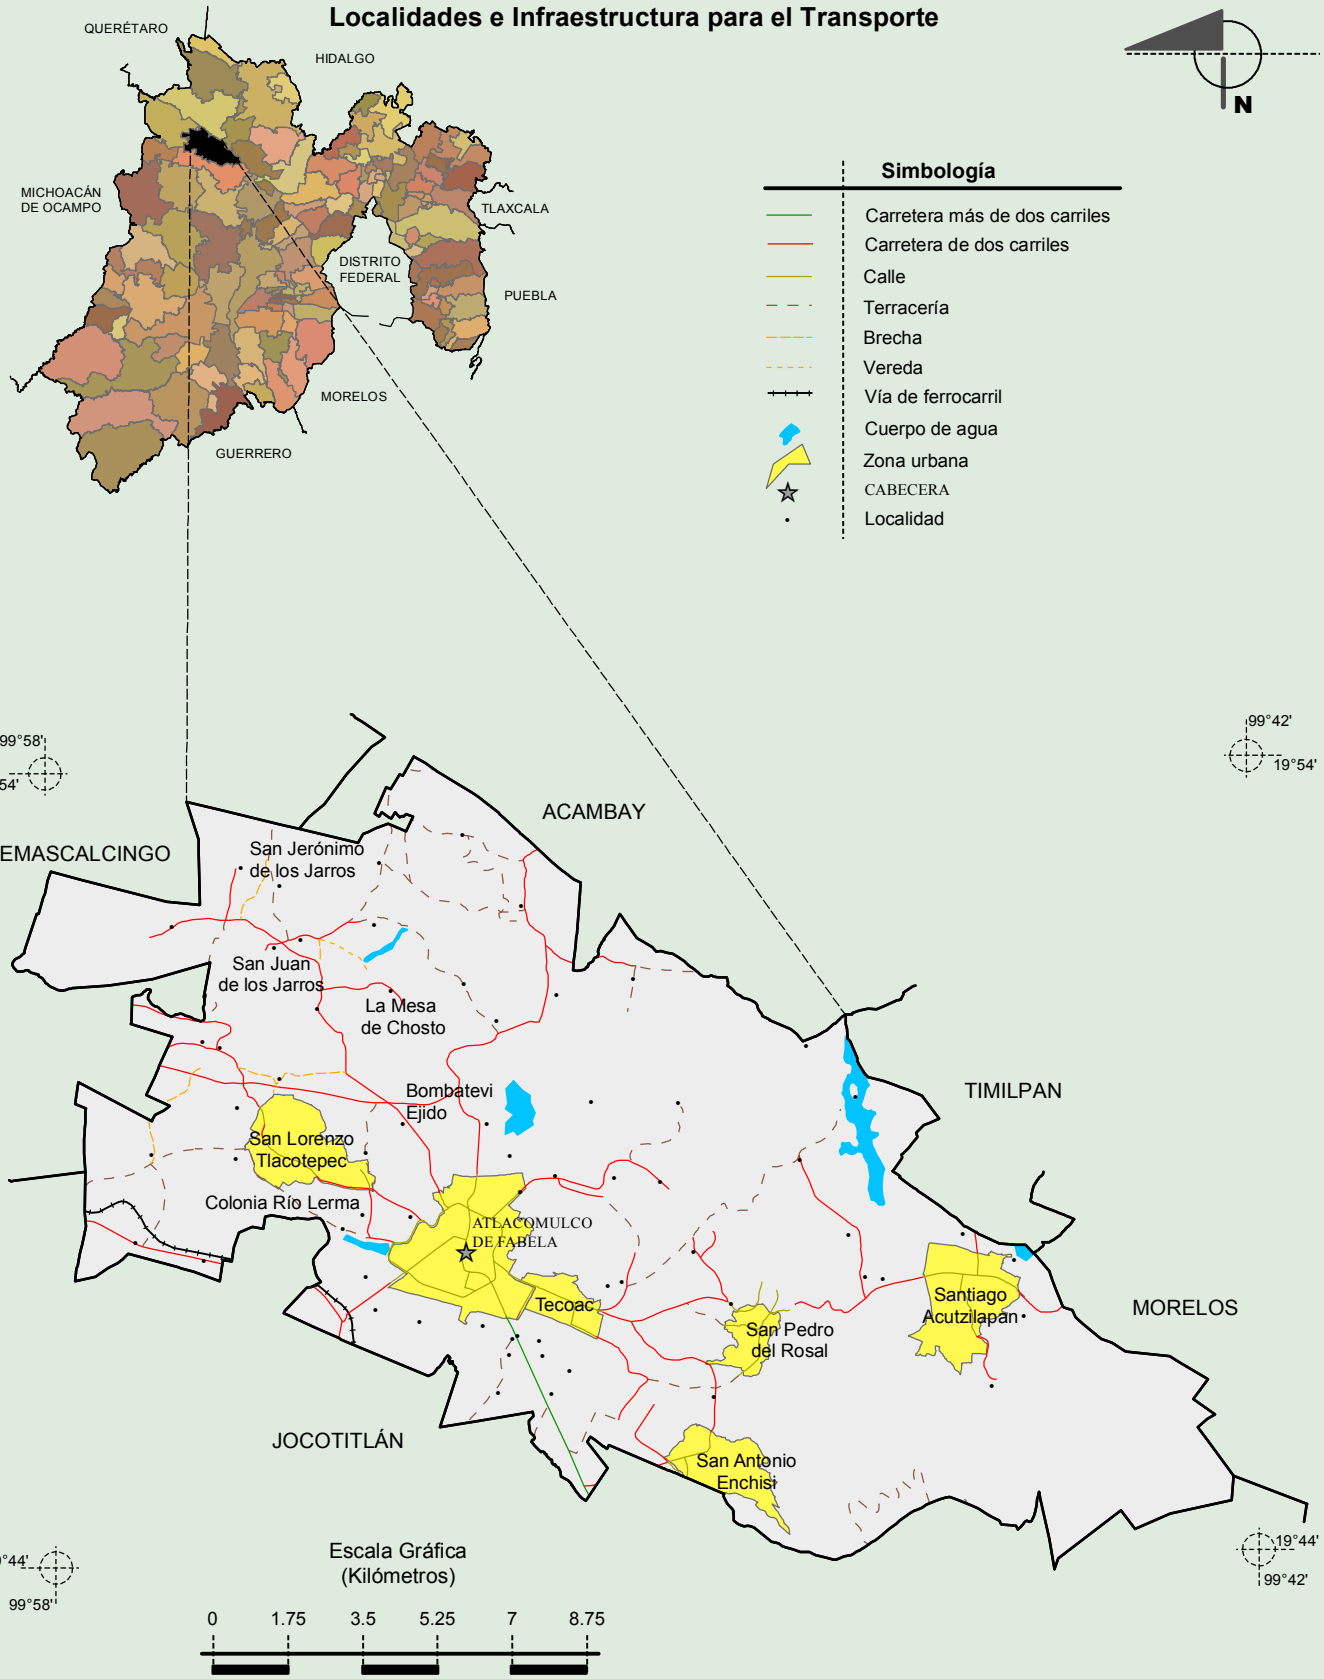 Localidades e Infraestructura para el Transporte
QUERÉTARO
HIDALGO
MICHOACÁN
DE OCAMPO
TLAXCALA
DISTRITO
FEDERAL
PUEBLA
MORELOS
GUERRERO
N
Simbología
Carretera más de dos carriles
Carretera de dos carriles
Calle
Terracería
Brecha
Vereda
Vía de ferrocarril
Cuerpo de agua
Zona urbana
CABECERA
Localidad
99°58'
54'
99°42'
19°54'
ACAMBAY
EMASCALCINGO
San Jerónimo
de los Jarros
San Juan
de los Jarros
La Mesa
de Chosto
Bombatevi
Ejido
TIMILPAN
San Lorenzo
Tlacotepec
Colonia Río Lerma
ATLACOMULCO
DE FABELA
Tecoac
Santiago
Acutzilapan
MORELOS
San Pedro
del Rosal
JOCOTITLÁN
San Antonio
Enchisi
°44'
99°58'
19°44'
99°42'
Escala Gráfica
(Kilómetros)
0 1.75 3.5 5.25 7 8.75